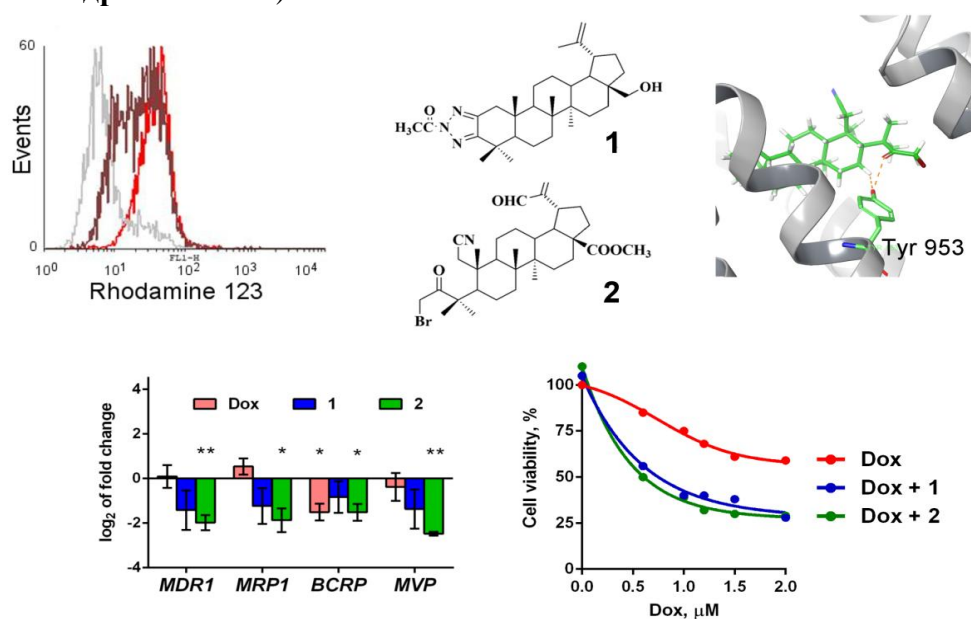 60
Events
0
10⁰ 10¹ 10² 10³ 10⁴
FL1-H
Rhodamine 123
O
H₃C C N
N
N
OH
1
OHC
CN
COOCH₃
O
Br
2
Tyr 953
log₂ of fold change
4
2
0
-2
-4
Dox 1 2
** * * * **
MDR1 MRP1 BCRP MVP
Cell viability, %
100
75
50
25
0
0.0 0.5 1.0 1.5 2.0
Dox, µM
Dox
Dox + 1
Dox + 2